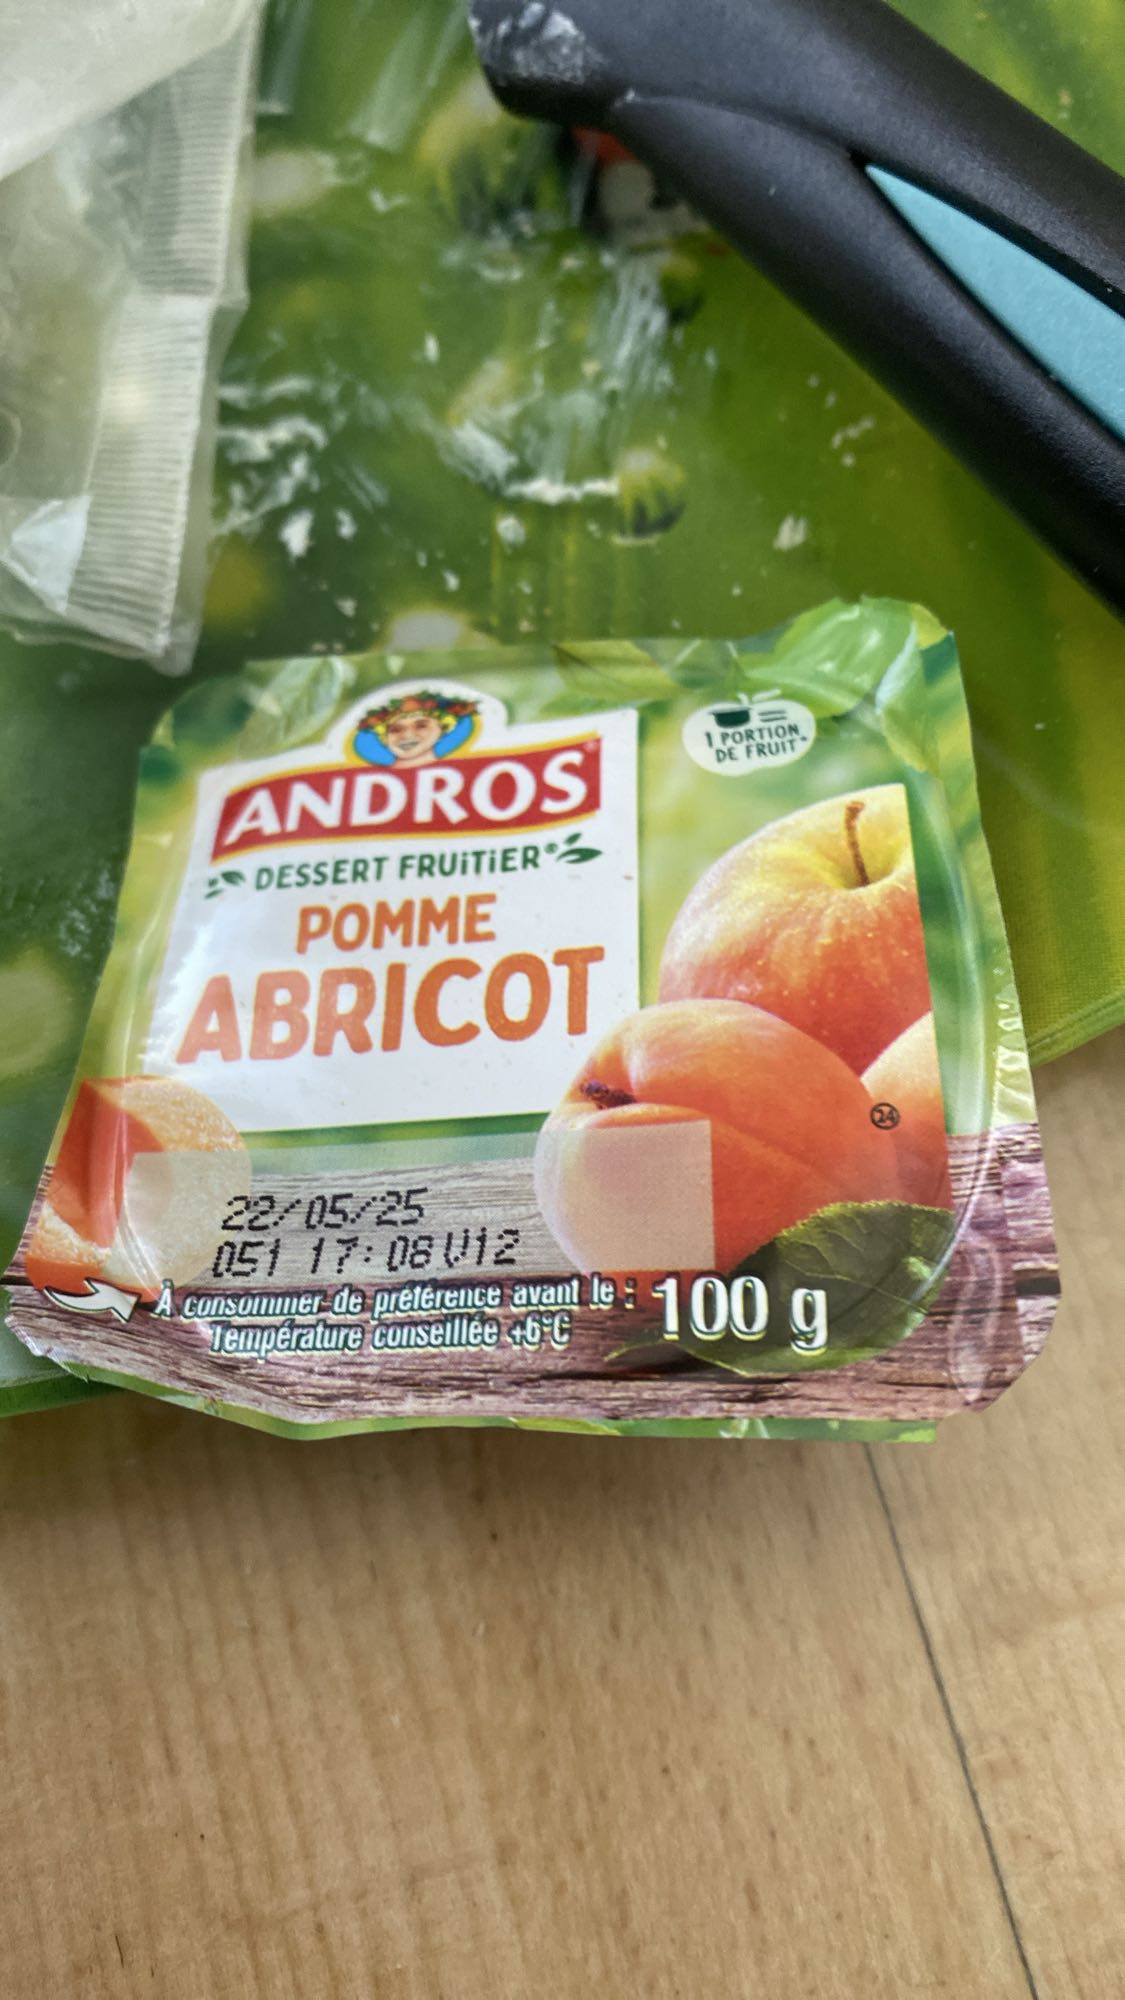 1 PORTION
DE FRUIT*
ANDROS®
DESSERT FRUiTiER®
POMME
ABRICOT
24
22/05/25
051 17:08 V12
À consommer de préférence avant le :
Température conseillée +6°C
100 g